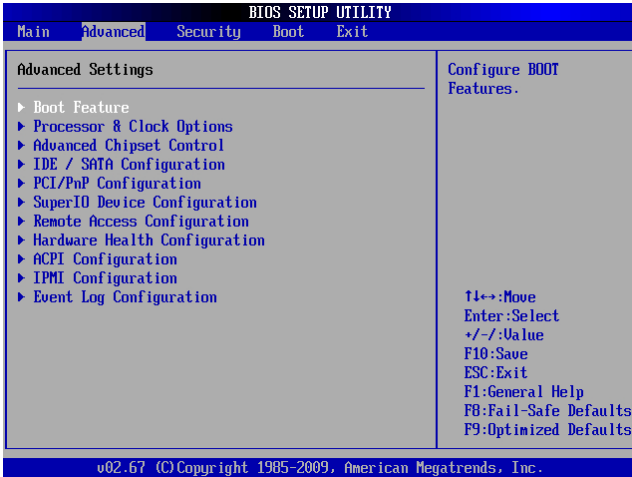 BIOS SETUP UTILITY
Main Advanced Security Boot Exit
Advanced Settings
▶ Boot Feature
▶ Processor & Clock Options
▶ Advanced Chipset Control
▶ IDE / SATA Configuration
▶ PCI/PnP Configuration
▶ SuperIO Device Configuration
▶ Remote Access Configuration
▶ Hardware Health Configuration
▶ ACPI Configuration
▶ IPMI Configuration
▶ Event Log Configuration
Configure BOOT
Features.
↑↓↔:Move
Enter:Select
+/-/:Value
F10:Save
ESC:Exit
F1:General Help
F8:Fail-Safe Defaults
F9:Optimized Defaults
v02.67 (C)Copyright 1985-2009, American Megatrends, Inc.